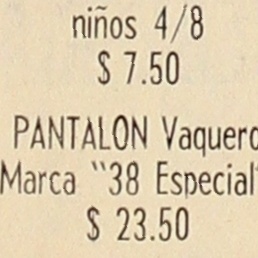 niños 4/8
$ 7.50
PANTALON Vaquero
Marca "38 Especial"
$ 23.50